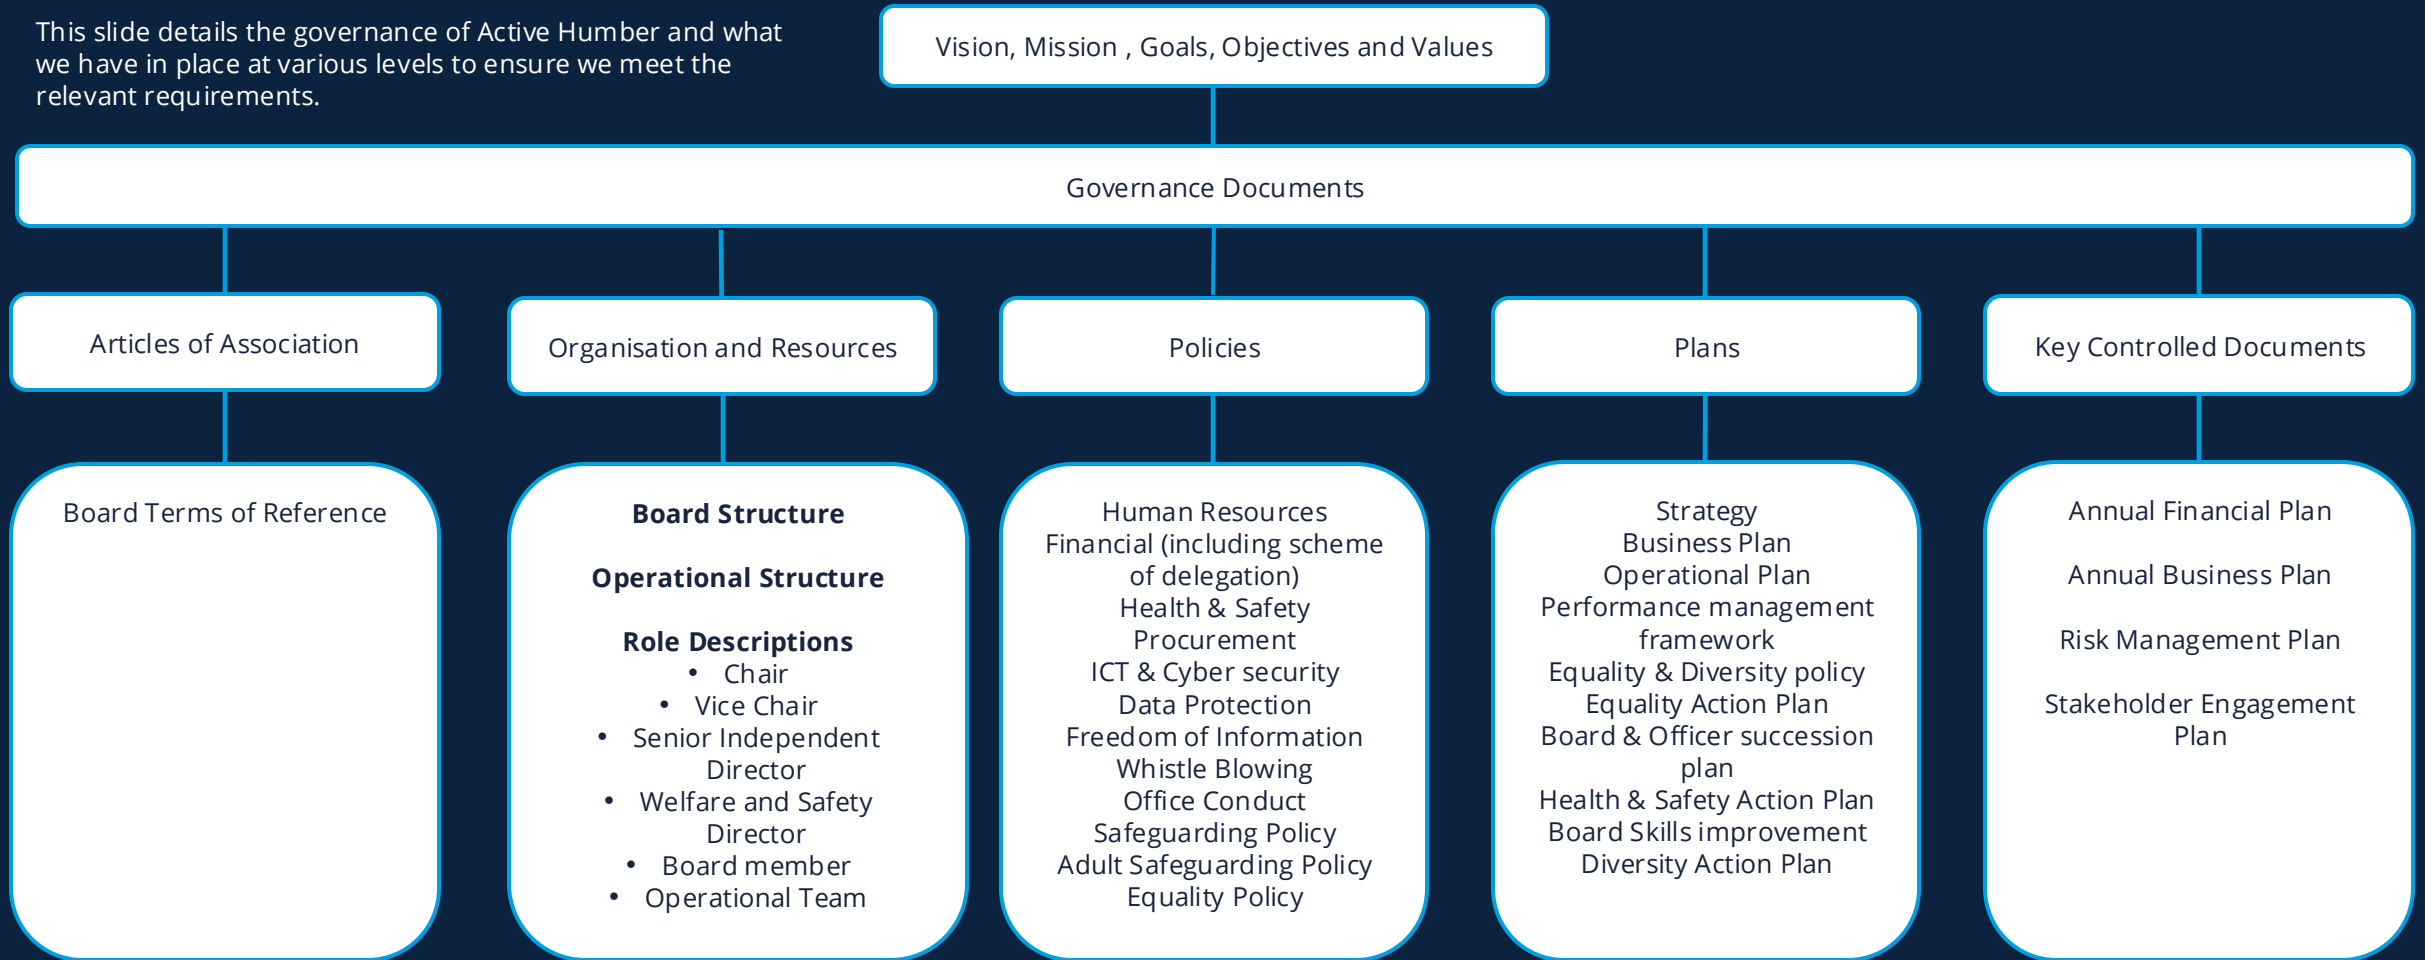 This slide details the governance of Active Humber and what
we have in place at various levels to ensure we meet the
relevant requirements.
Vision, Mission , Goals, Objectives and Values
Governance Documents
Articles of Association
Organisation and Resources
Policies
Plans
Key Controlled Documents
Board Terms of Reference
Board Structure
Operational Structure
Role Descriptions
• Chair
• Vice Chair
• Senior Independent
Director
• Welfare and Safety
Director
• Board member
• Operational Team
Human Resources
Financial (including scheme
of delegation)
Health & Safety
Procurement
ICT & Cyber security
Data Protection
Freedom of Information
Whistle Blowing
Office Conduct
Safeguarding Policy
Adult Safeguarding Policy
Equality Policy
Strategy
Business Plan
Operational Plan
Performance management
framework
Equality & Diversity policy
Equality Action Plan
Board & Officer succession
plan
Health & Safety Action Plan
Board Skills improvement
Diversity Action Plan
Annual Financial Plan
Annual Business Plan
Risk Management Plan
Stakeholder Engagement
Plan